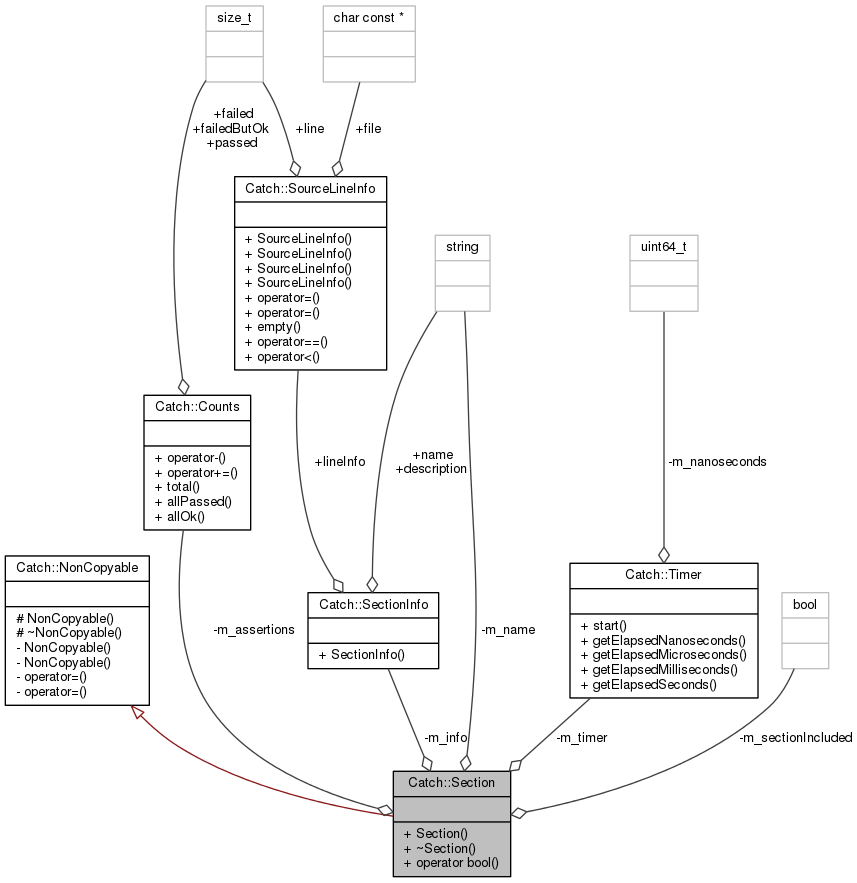 size_t
char const *
+failed
+failedButOk
+passed
+line
+file
Catch::SourceLineInfo
+ SourceLineInfo()
+ SourceLineInfo()
+ SourceLineInfo()
+ SourceLineInfo()
+ operator=()
+ operator=()
+ empty()
+ operator==()
+ operator<()
string
uint64_t
Catch::Counts
+ operator-()
+ operator+=()
+ total()
+ allPassed()
+ allOk()
+lineInfo
+name
+description
-m_nanoseconds
Catch::NonCopyable
# NonCopyable()
# ~NonCopyable()
- NonCopyable()
- NonCopyable()
- operator=()
- operator=()
Catch::SectionInfo
+ SectionInfo()
Catch::Timer
+ start()
+ getElapsedNanoseconds()
+ getElapsedMicroseconds()
+ getElapsedMilliseconds()
+ getElapsedSeconds()
bool
-m_assertions
-m_name
-m_info
-m_timer
-m_sectionIncluded
Catch::Section
+ Section()
+ ~Section()
+ operator bool()